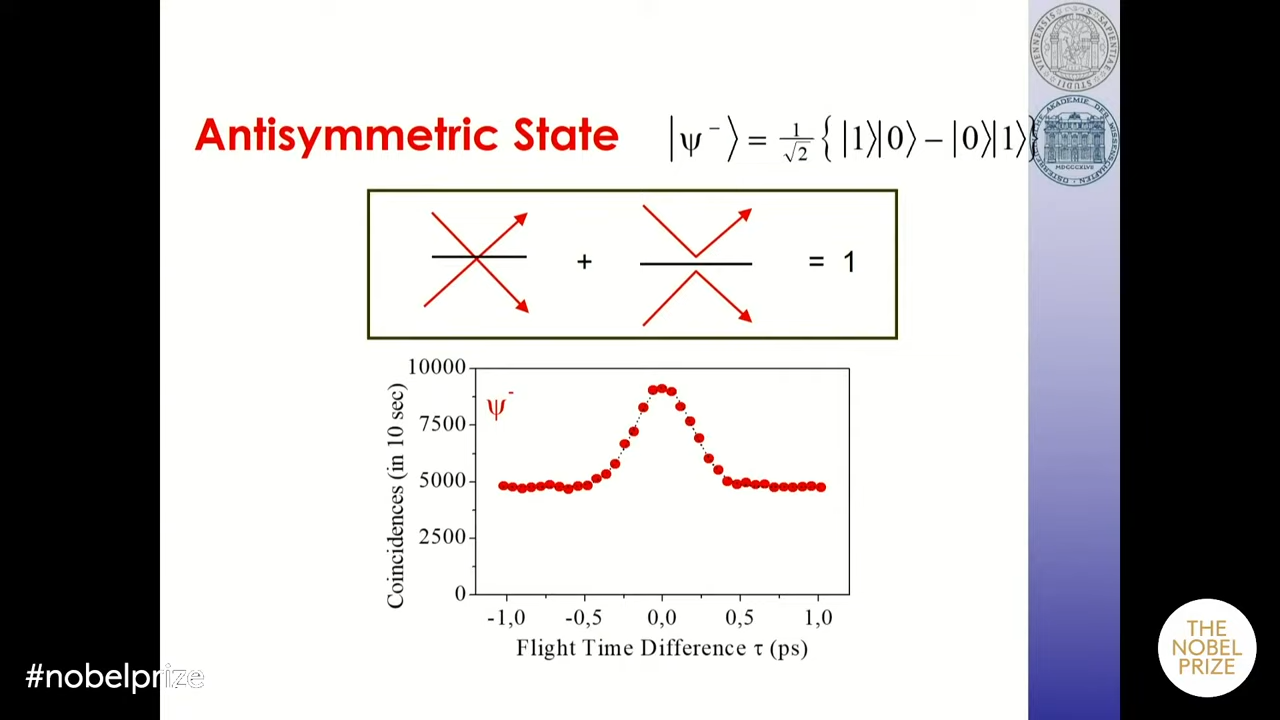 Antisymmetric State |ψ⁻⟩ = 1/√2 { |1⟩|0⟩ – |0⟩|1⟩}
+ = 1
10000
7500
5000
2500
0
Coincidences (in 10 sec)
ψ⁻
-1,0 -0,5 0,0 0,5 1,0
Flight Time Difference τ (ps)
#nobelprize
THE
NOBEL
PRIZE